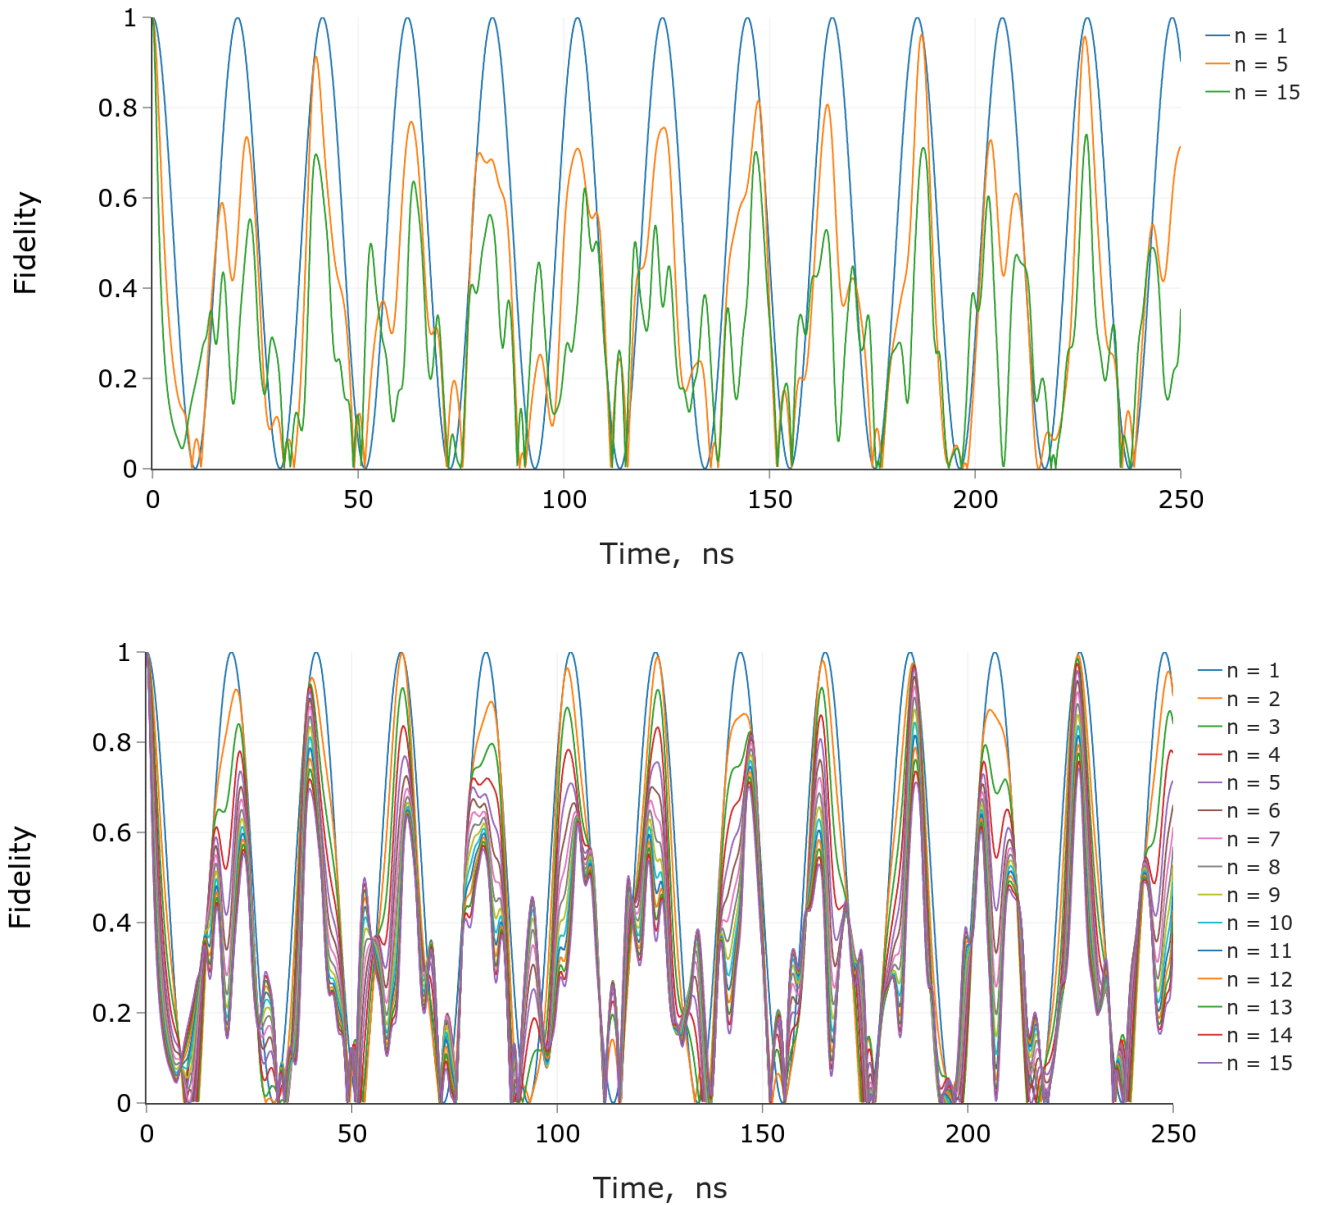 1
0.8
0.6
0.4
0.2
0
Fidelity
0 50 100 150 200 250
Time, ns
n = 1
n = 5
n = 15
1
0.8
0.6
0.4
0.2
0
Fidelity
0 50 100 150 200 250
Time, ns
n = 1
n = 2
n = 3
n = 4
n = 5
n = 6
n = 7
n = 8
n = 9
n = 10
n = 11
n = 12
n = 13
n = 14
n = 15